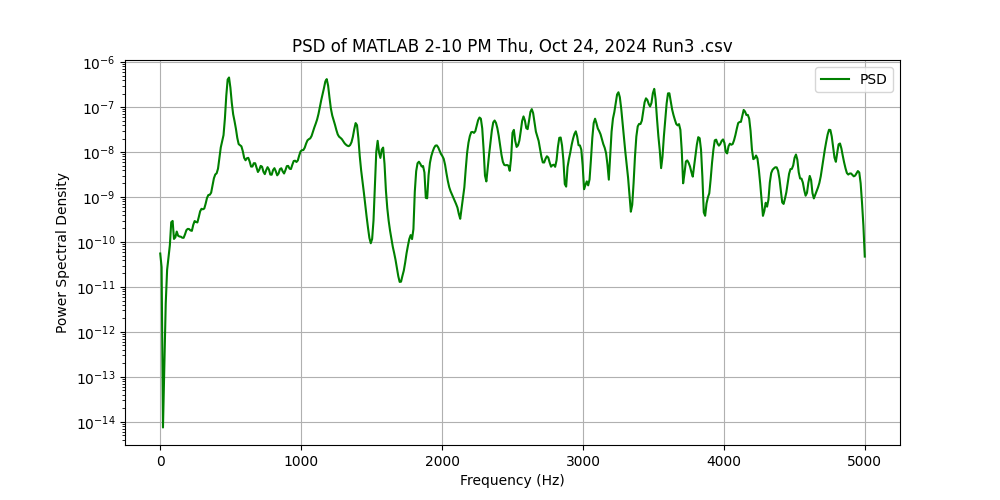 PSD of MATLAB 2-10 PM Thu, Oct 24, 2024 Run3 .csv
PSD
Power Spectral Density
10⁻⁶
10⁻⁷
10⁻⁸
10⁻⁹
10⁻¹⁰
10⁻¹¹
10⁻¹²
10⁻¹³
10⁻¹⁴
0 1000 2000 3000 4000 5000
Frequency (Hz)